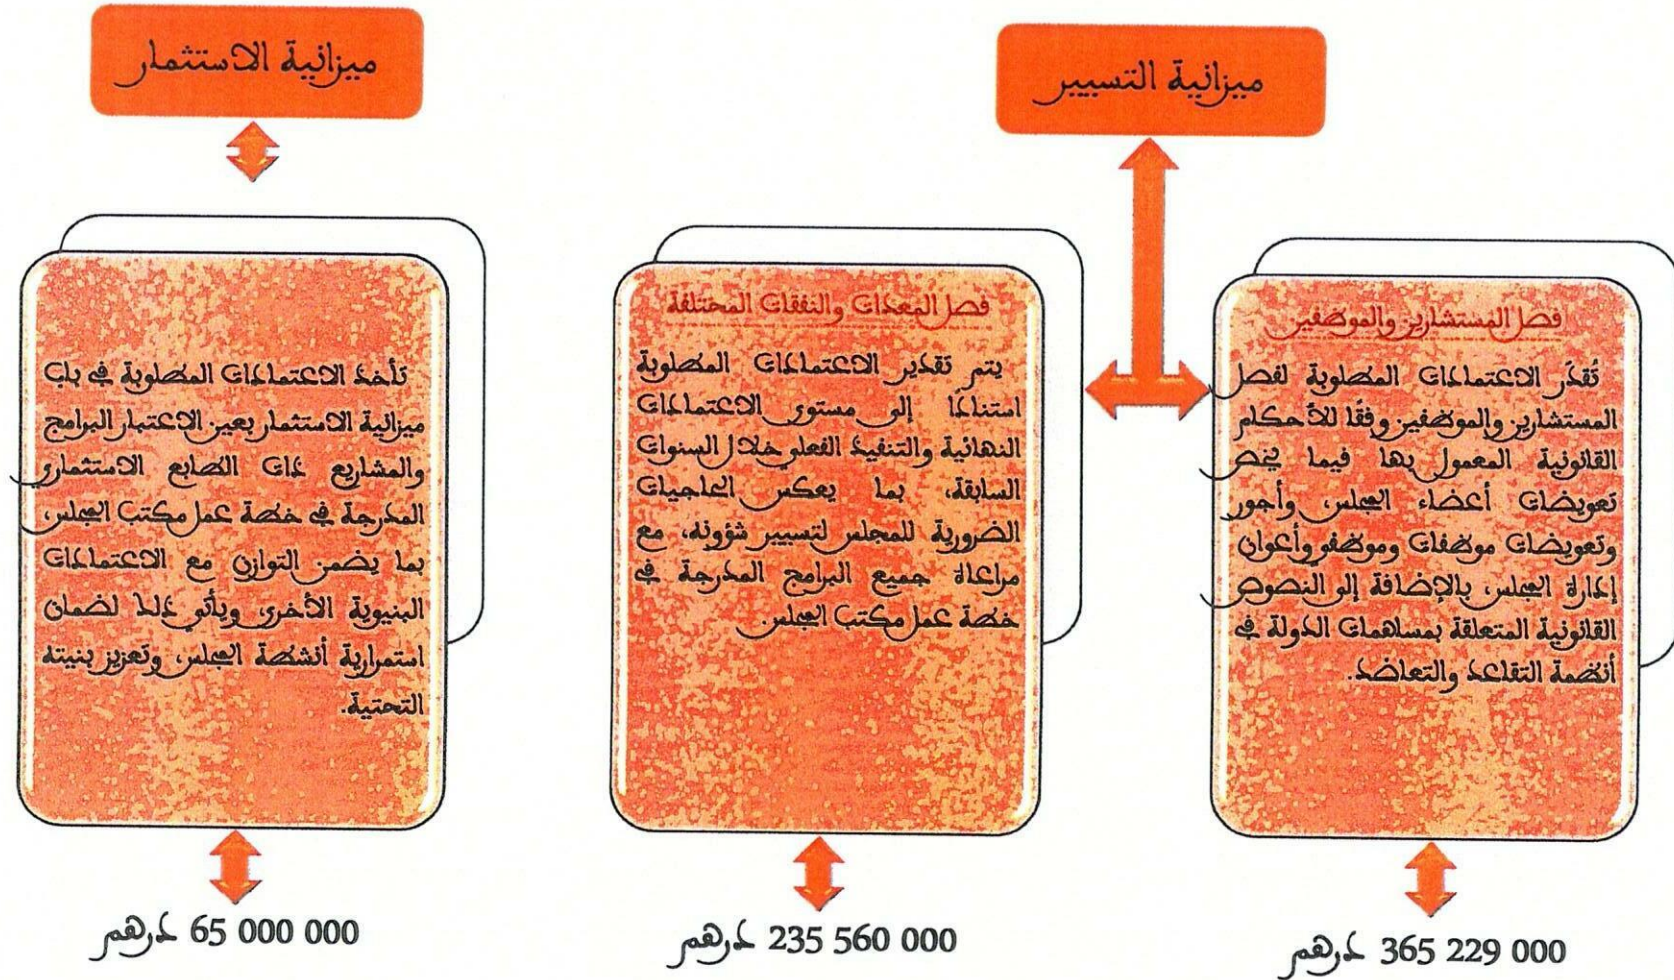 ميزانية التسيير
ميزانية الاستثمار
فصل المستشارين والموظفين
تُقدَّر الاعتمادات المطلوبة لفصل
المستشارين والموظفين وفقًا للأحكام
القانونية المعمول بها فيما يخص
تعويضات أعضاء المجلس، وأجور
وتعويضات موظفات وموظفي وأعوان
إدارة المجلس، بالإضافة إلى النصوص
القانونية المتعلقة بمساهمات الدولة في
أنظمة التقاعد والتعاضد.
365 229 000 درهم
فصل المعدات والنفقات المختلفة
يتم تقدير الاعتمادات المطلوبة
استنادًا إلى مستوى الاعتمادات
النهائية والتنفيذ الفعلي خلال السنوات
السابقة، بما يعكس الحاجيات
الضرورية للمجلس لتسيير شؤونه، مع
مراعاة جميع البرامج المدرجة في
خطة عمل مكتب المجلس.
235 560 000 درهم
تأخذ الاعتمادات المطلوبة في باب
ميزانية الاستثمار بعين الاعتبار البرامج
والمشاريع ذات الطابع الاستثماري
المدرجة في خطة عمل مكتب المجلس،
بما يضمن التوازن مع الاعتمادات
البنيوية الأخرى، ويأتي ذلك لضمان
استمرارية أنشطة المجلس، وتعزيز بنيته
التحتية.
65 000 000 درهم